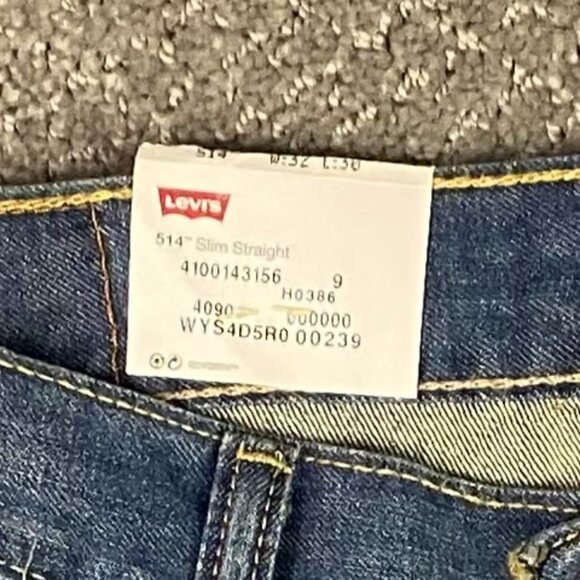 514 W:32 L:30
Levi's
514™ Slim Straight
4100143156 9
H0386
4090 000000
WYS4D5R0 00239